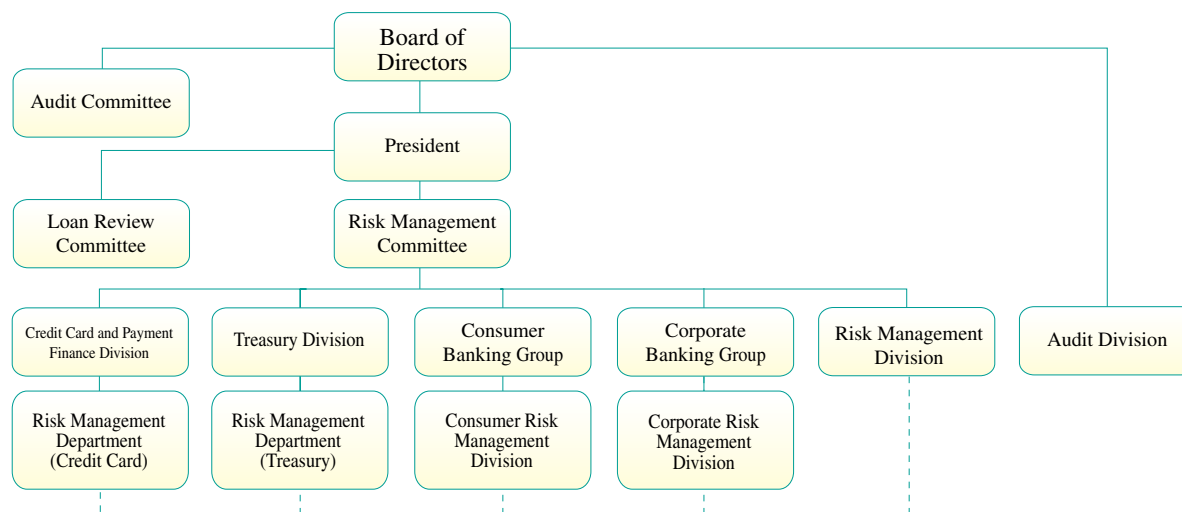 Board of
Directors
Audit Committee
President
Loan Review
Committee
Risk Management
Committee
Credit Card and Payment
Finance Division
Treasury Division
Consumer
Banking Group
Corporate
Banking Group
Risk Management
Division
Audit Division
Risk Management
Department
(Credit Card)
Risk Management
Department
(Treasury)
Consumer Risk
Management
Division
Corporate Risk
Management
Division